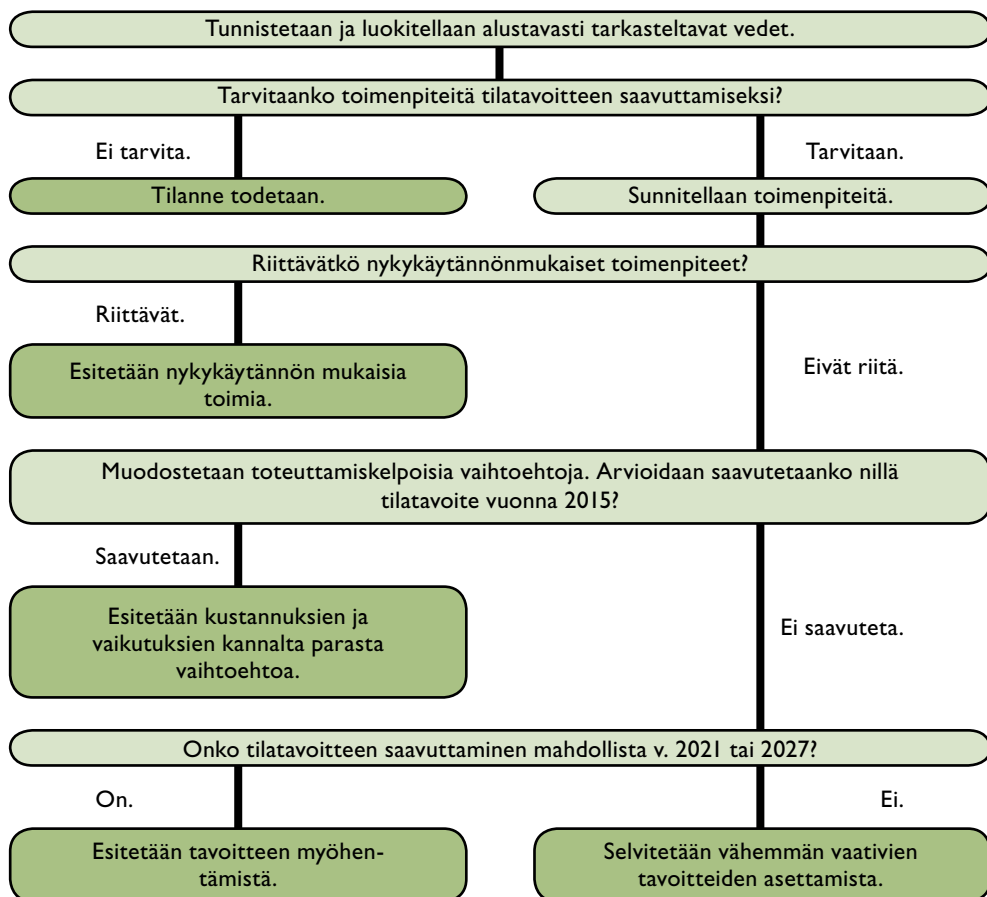 Tunnistetaan ja luokitellaan alustavasti tarkasteltavat vedet.
Tarvitaanko toimenpiteitä tilatavoitteen saavuttamiseksi?
Ei tarvita.
Tarvitaan.
Tilanne todetaan.
Sunnitellaan toimenpiteitä.
Riittävätkö nykykäytännönmukaiset toimenpiteet?
Riittävät.
Eivät riitä.
Esitetään nykykäytännön mukaisia
toimia.
Muodostetaan toteuttamiskelpoisia vaihtoehtoja. Arvioidaan saavutetaanko nillä
tilatavoite vuonna 2015?
Saavutetaan.
Ei saavuteta.
Esitetään kustannuksien ja
vaikutuksien kannalta parasta
vaihtoehtoa.
Onko tilatavoitteen saavuttaminen mahdollista v. 2021 tai 2027?
On.
Ei.
Esitetään tavoitteen myöhen-
tämistä.
Selvitetään vähemmän vaativien
tavoitteiden asettamista.